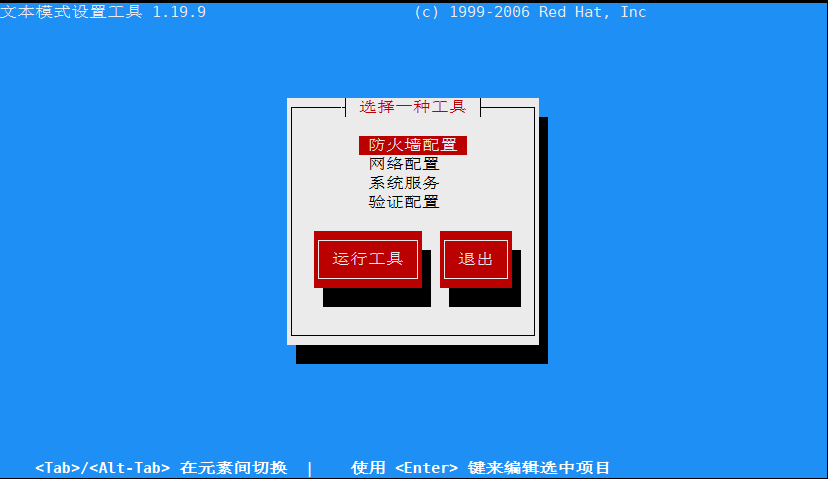 文本模式设置工具 1.19.9 (c) 1999-2006 Red Hat, Inc
选择一种工具
防火墙配置
网络配置
系统服务
验证配置
运行工具 退出
<Tab>/<Alt-Tab> 在元素间切换 | 使用 <Enter> 键来编辑选中项目